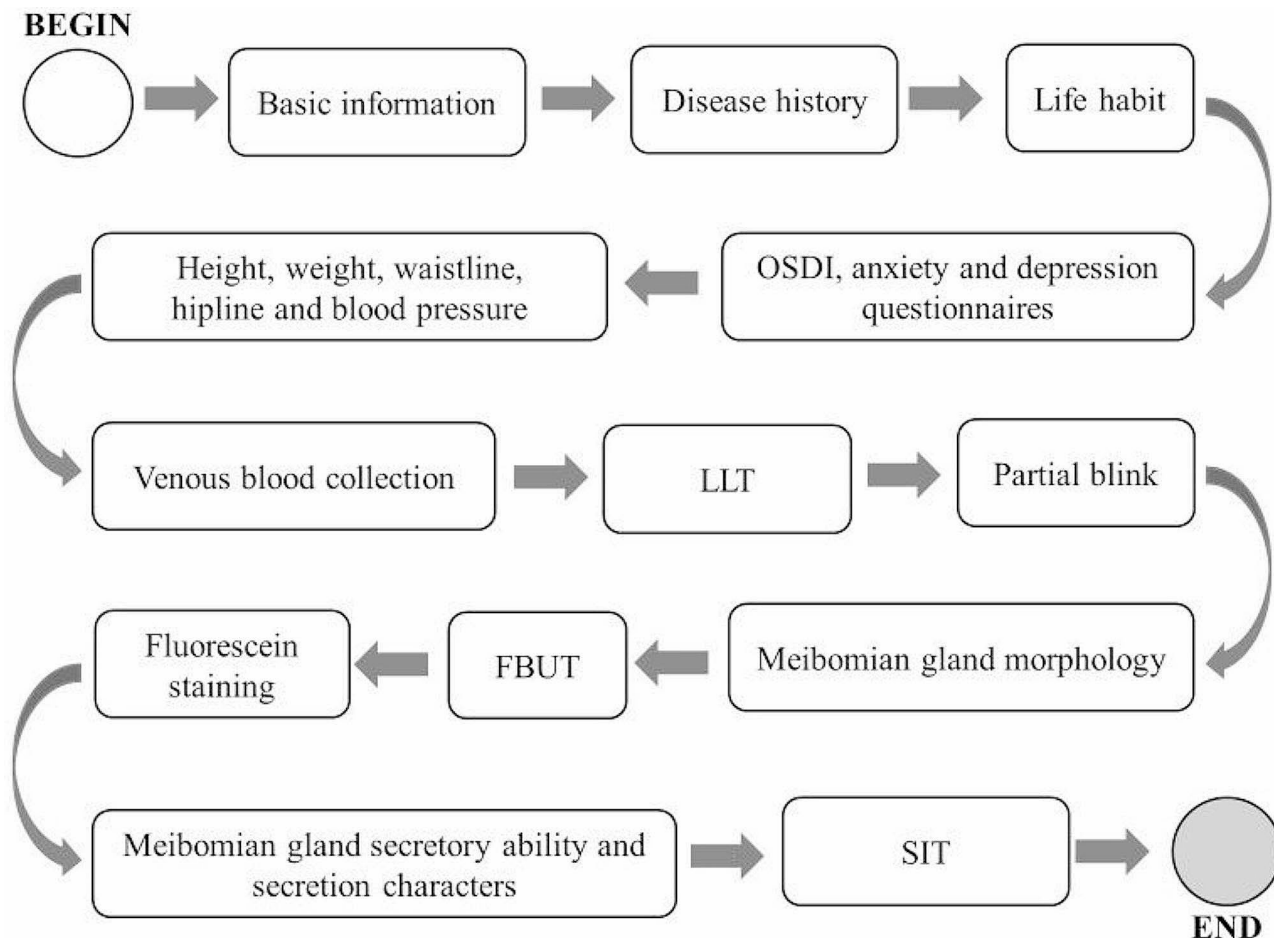 BEGIN
Basic information
Disease history
Life habit
OSDI, anxiety and depression
questionnaires
Height, weight, waistline,
hipline and blood pressure
Venous blood collection
LLT
Partial blink
Meibomian gland morphology
FBUT
Fluorescein
staining
Meibomian gland secretory ability and
secretion characters
SIT
END